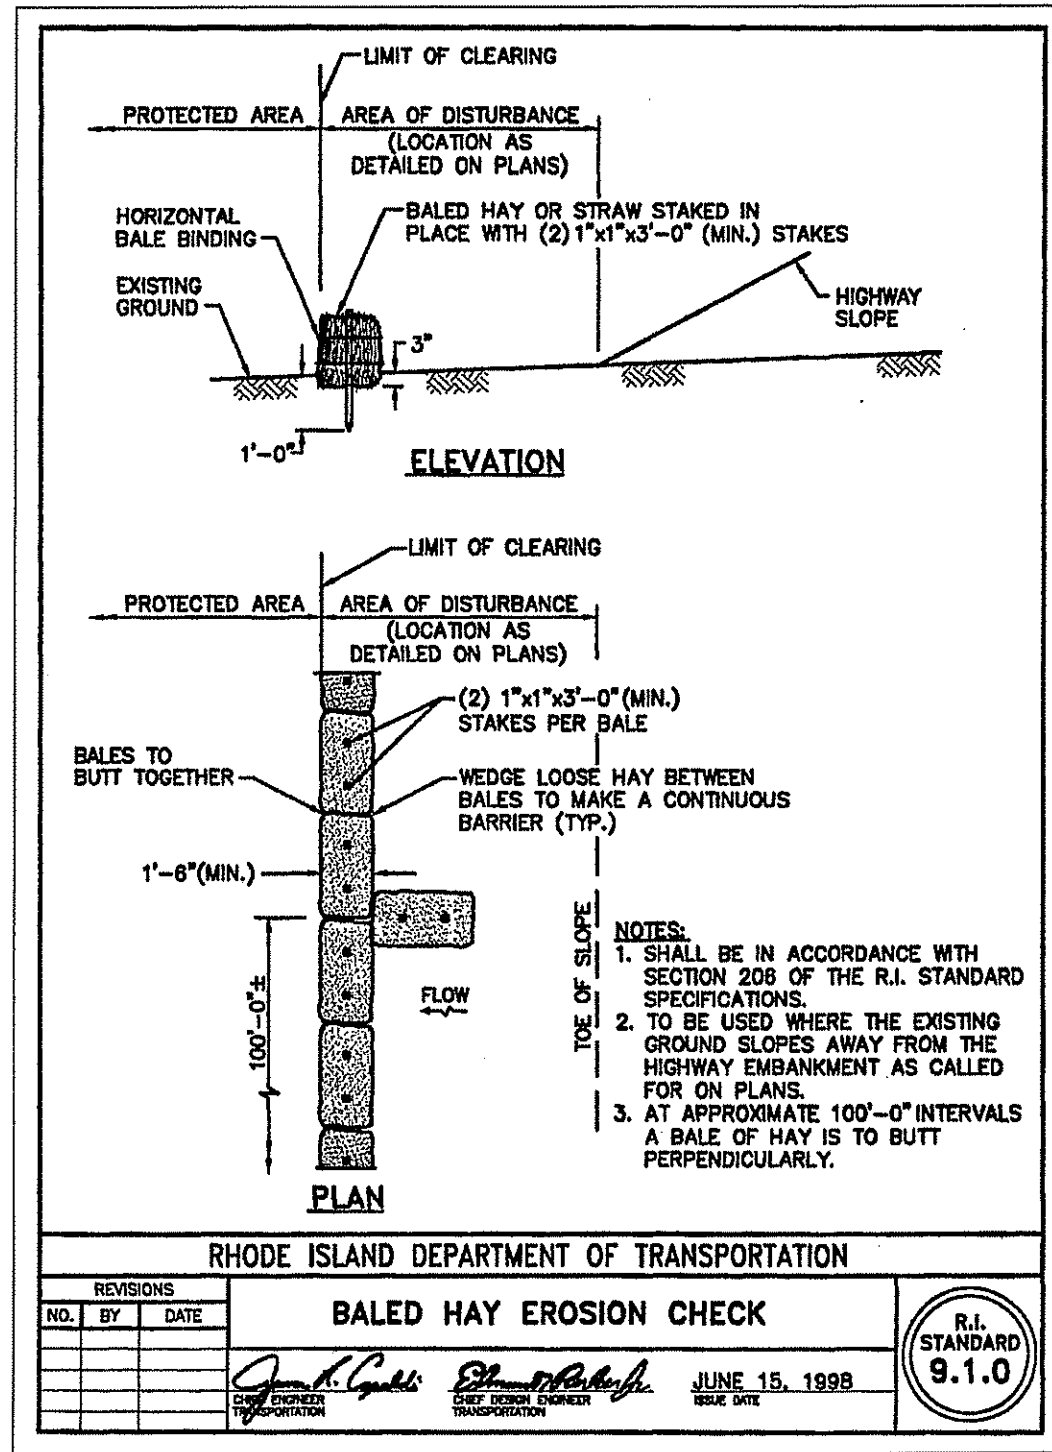 LIMIT OF CLEARING
PROTECTED AREA
AREA OF DISTURBANCE
(LOCATION AS
DETAILED ON PLANS)
HORIZONTAL
BALE BINDING
BALED HAY OR STRAW STAKED IN
PLACE WITH (2) 1"x1"x3'-0" (MIN.) STAKES
EXISTING
GROUND
HIGHWAY
SLOPE
3"
1'-0"
ELEVATION
LIMIT OF CLEARING
PROTECTED AREA
AREA OF DISTURBANCE
(LOCATION AS
DETAILED ON PLANS)
(2) 1"x1"x3'-0"(MIN.)
STAKES PER BALE
BALES TO
BUTT TOGETHER
WEDGE LOOSE HAY BETWEEN
BALES TO MAKE A CONTINUOUS
BARRIER (TYP.)
1'-6"(MIN.)
100'-0"±
FLOW
TOE OF SLOPE
NOTES:
1. SHALL BE IN ACCORDANCE WITH
SECTION 206 OF THE R.I. STANDARD
SPECIFICATIONS.
2. TO BE USED WHERE THE EXISTING
GROUND SLOPES AWAY FROM THE
HIGHWAY EMBANKMENT AS CALLED
FOR ON PLANS.
3. AT APPROXIMATE 100'-0" INTERVALS
A BALE OF HAY IS TO BUTT
PERPENDICULARLY.
PLAN
RHODE ISLAND DEPARTMENT OF TRANSPORTATION
REVISIONS
NO. BY DATE
BALED HAY EROSION CHECK
CHIEF ENGINEER
TRANSPORTATION
CHIEF DESIGN ENGINEER
TRANSPORTATION
JUNE 15, 1998
ISSUE DATE
R.I.
STANDARD
9.1.0